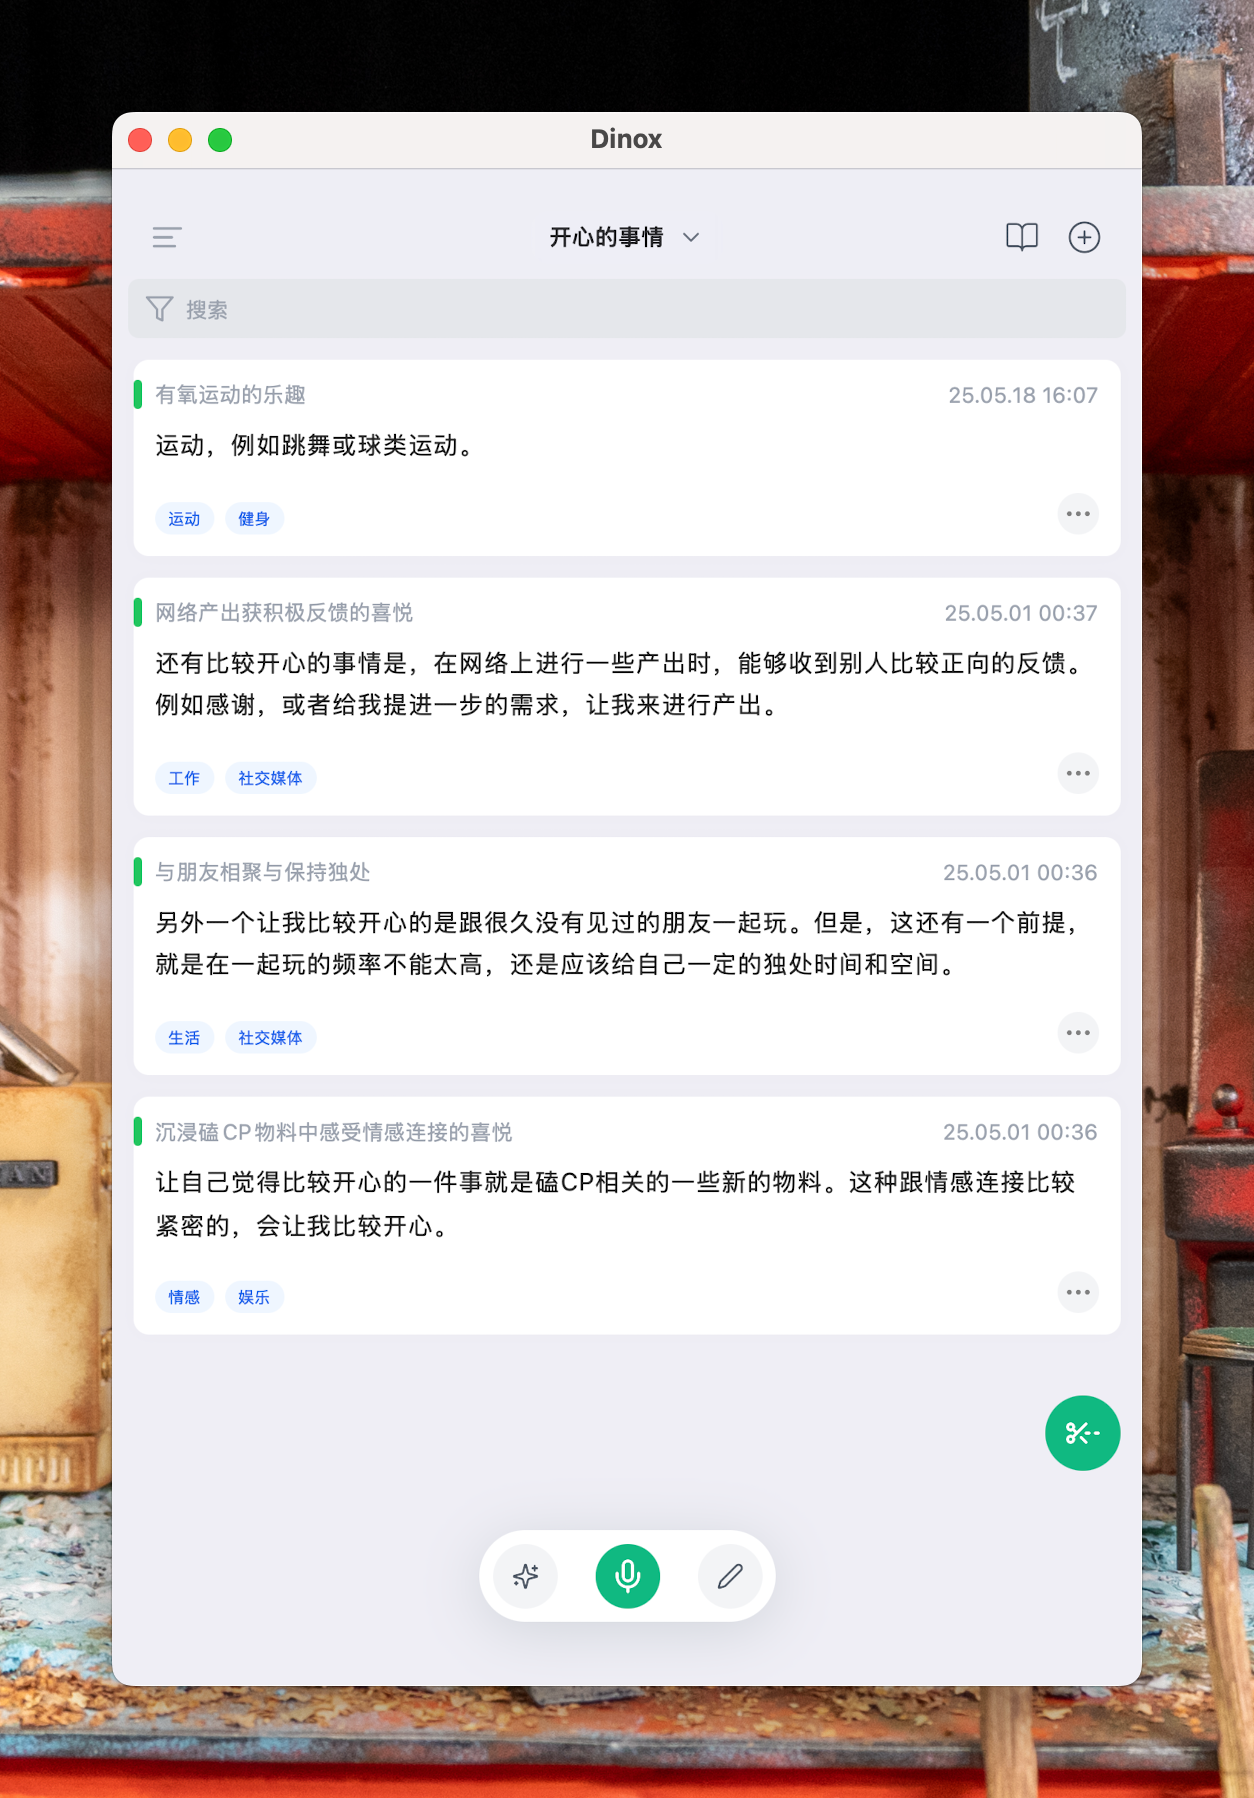 Dinox
开心的事情
搜索
有氧运动的乐趣
25.05.18 16:07
运动，例如跳舞或球类运动。
运动 健身
网络产出获积极反馈的喜悦
25.05.01 00:37
还有比较开心的事情是，在网络上进行一些产出时，能够收到别人比较正向的反馈。
例如感谢，或者给我提进一步的需求，让我来进行产出。
工作 社交媒体
与朋友相聚与保持独处
25.05.01 00:36
另外一个让我比较开心的是跟很久没有见过的朋友一起玩。但是，这还有一个前提，
就是在一起玩的频率不能太高，还是应该给自己一定的独处时间和空间。
生活 社交媒体
沉浸磕CP物料中感受情感连接的喜悦
25.05.01 00:36
让自己觉得比较开心的一件事就是磕CP相关的一些新的物料。这种跟情感连接比较
紧密的，会让我比较开心。
情感 娱乐